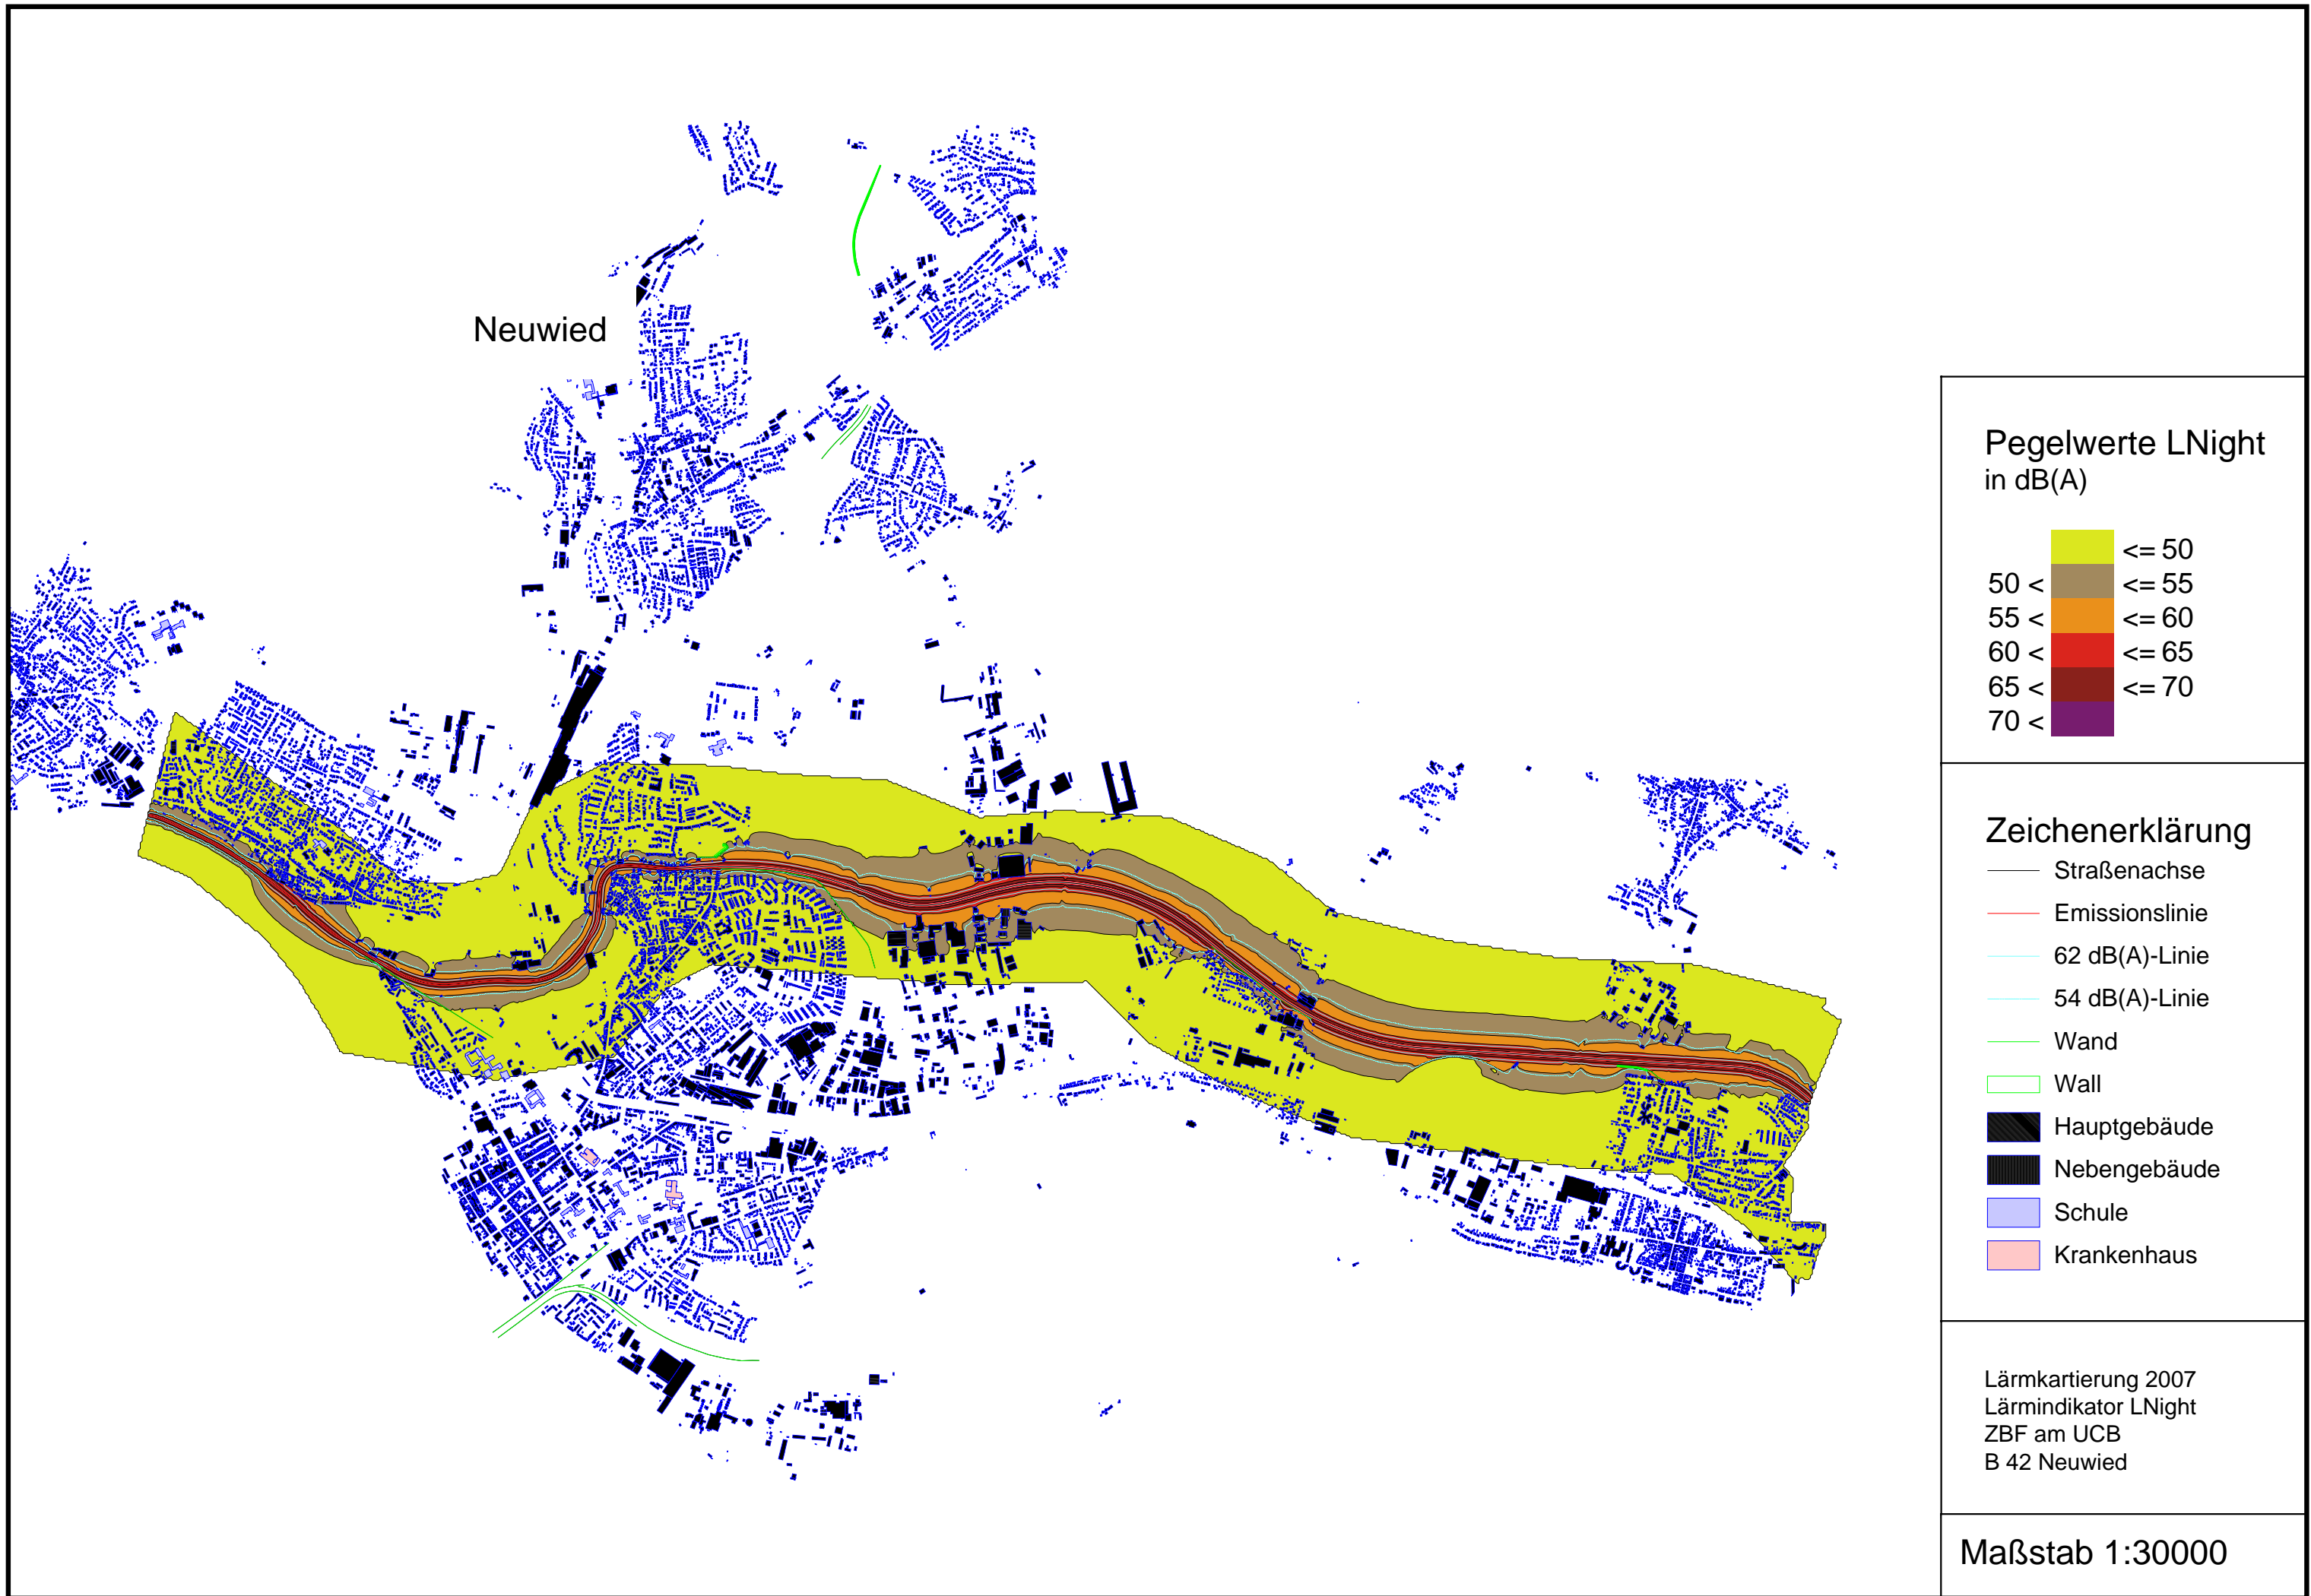 Neuwied
Pegelwerte LNight
in dB(A)
<= 50
50 < <= 55
55 < <= 60
60 < <= 65
65 < <= 70
70 <
Zeichenerklärung
Straßenachse
Emissionslinie
62 dB(A)-Linie
54 dB(A)-Linie
Wand
Wall
Hauptgebäude
Nebengebäude
Schule
Krankenhaus
Lärmkartierung 2007
Lärmindikator LNight
ZBF am UCB
B 42 Neuwied
Maßstab 1:30000